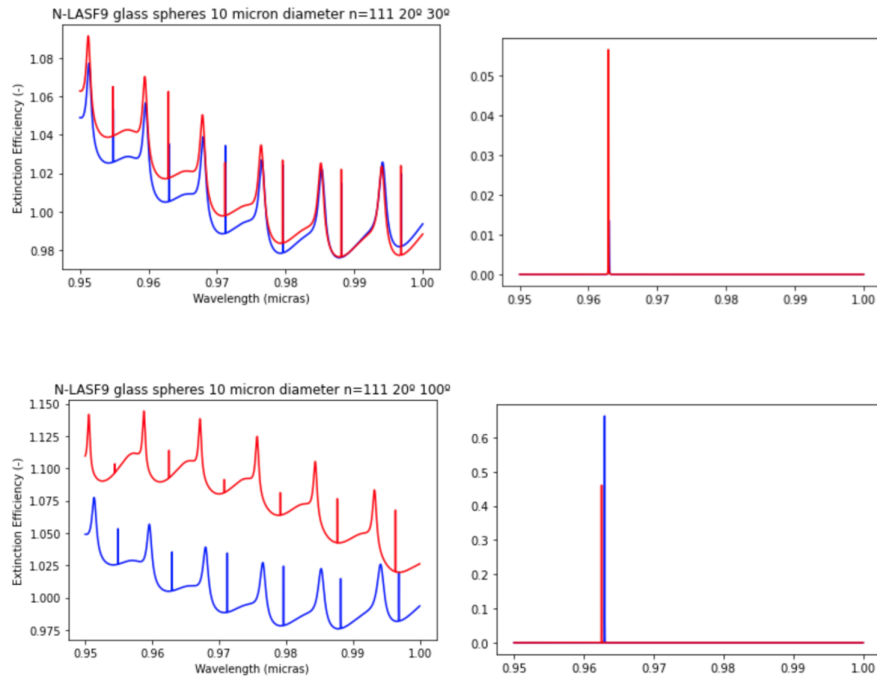 N-LASF9 glass spheres 10 micron diameter n=111 20º 30º
Extinction Efficiency (-)
1.08
1.06
1.04
1.02
1.00
0.98
0.95 0.96 0.97 0.98 0.99 1.00
Wavelength (micras)
0.05
0.04
0.03
0.02
0.01
0.00
0.95 0.96 0.97 0.98 0.99 1.00
N-LASF9 glass spheres 10 micron diameter n=111 20º 100º
Extinction Efficiency (-)
1.150
1.125
1.100
1.075
1.050
1.025
1.000
0.975
0.95 0.96 0.97 0.98 0.99 1.00
Wavelength (micras)
0.6
0.5
0.4
0.3
0.2
0.1
0.0
0.95 0.96 0.97 0.98 0.99 1.00